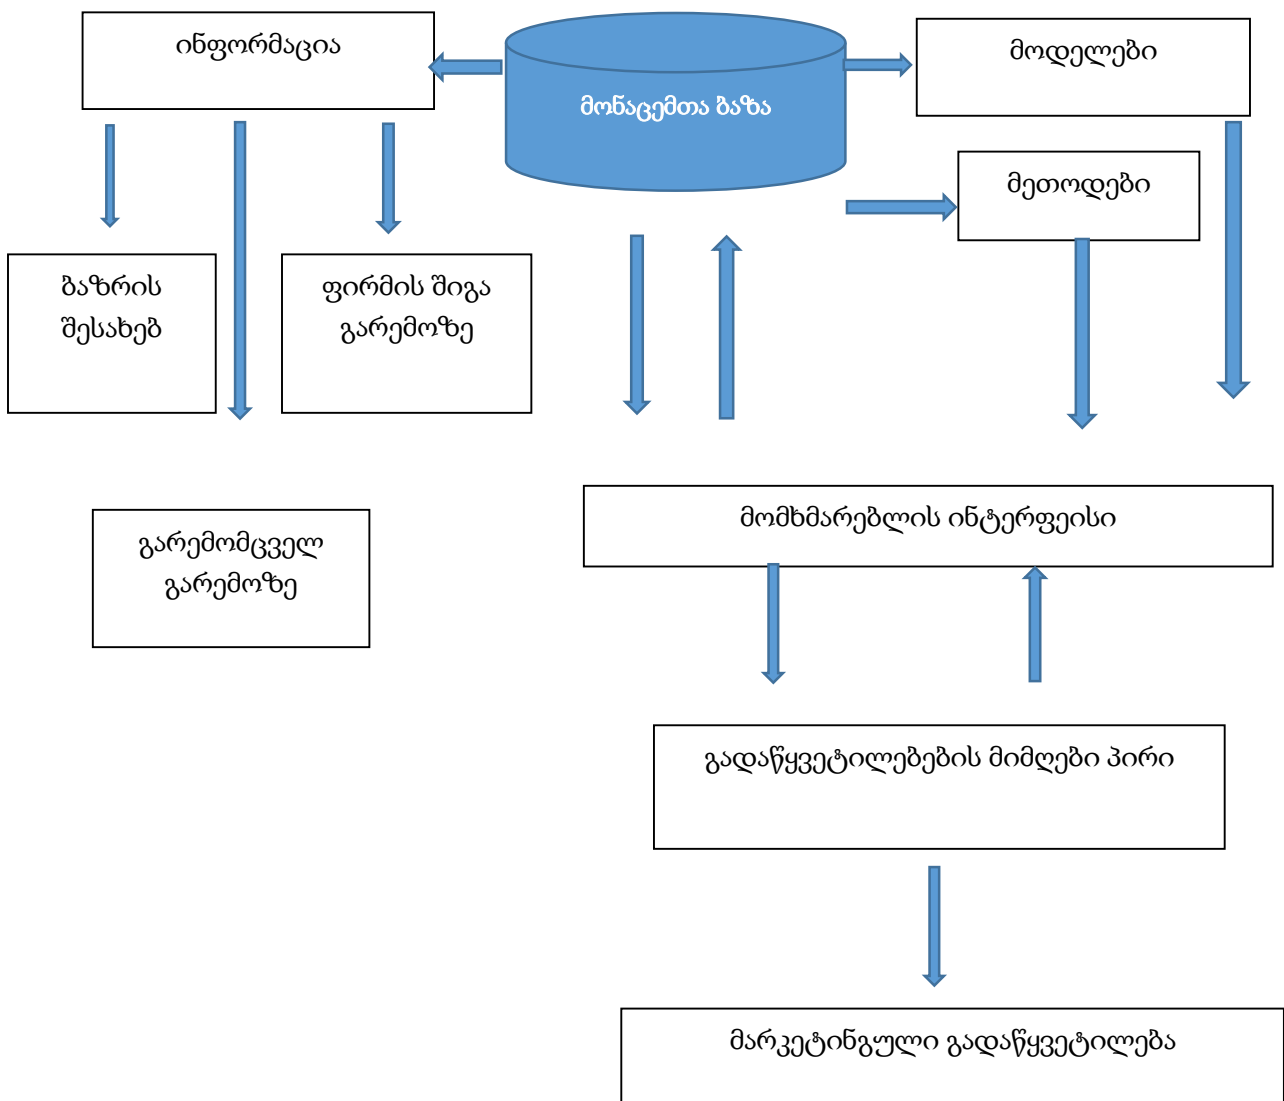 ინფორმაცია
მონაცემთა ბაზა
მოდელები
მეთოდები
ბაზრის
შესახებ
ფირმის შიგა
გარემოზე
გარემომცველ
გარემოზე
მომხმარებლის ინტერფეისი
გადაწყვეტილებების მიმღები პირი
მარკეტინგული გადაწყვეტილება